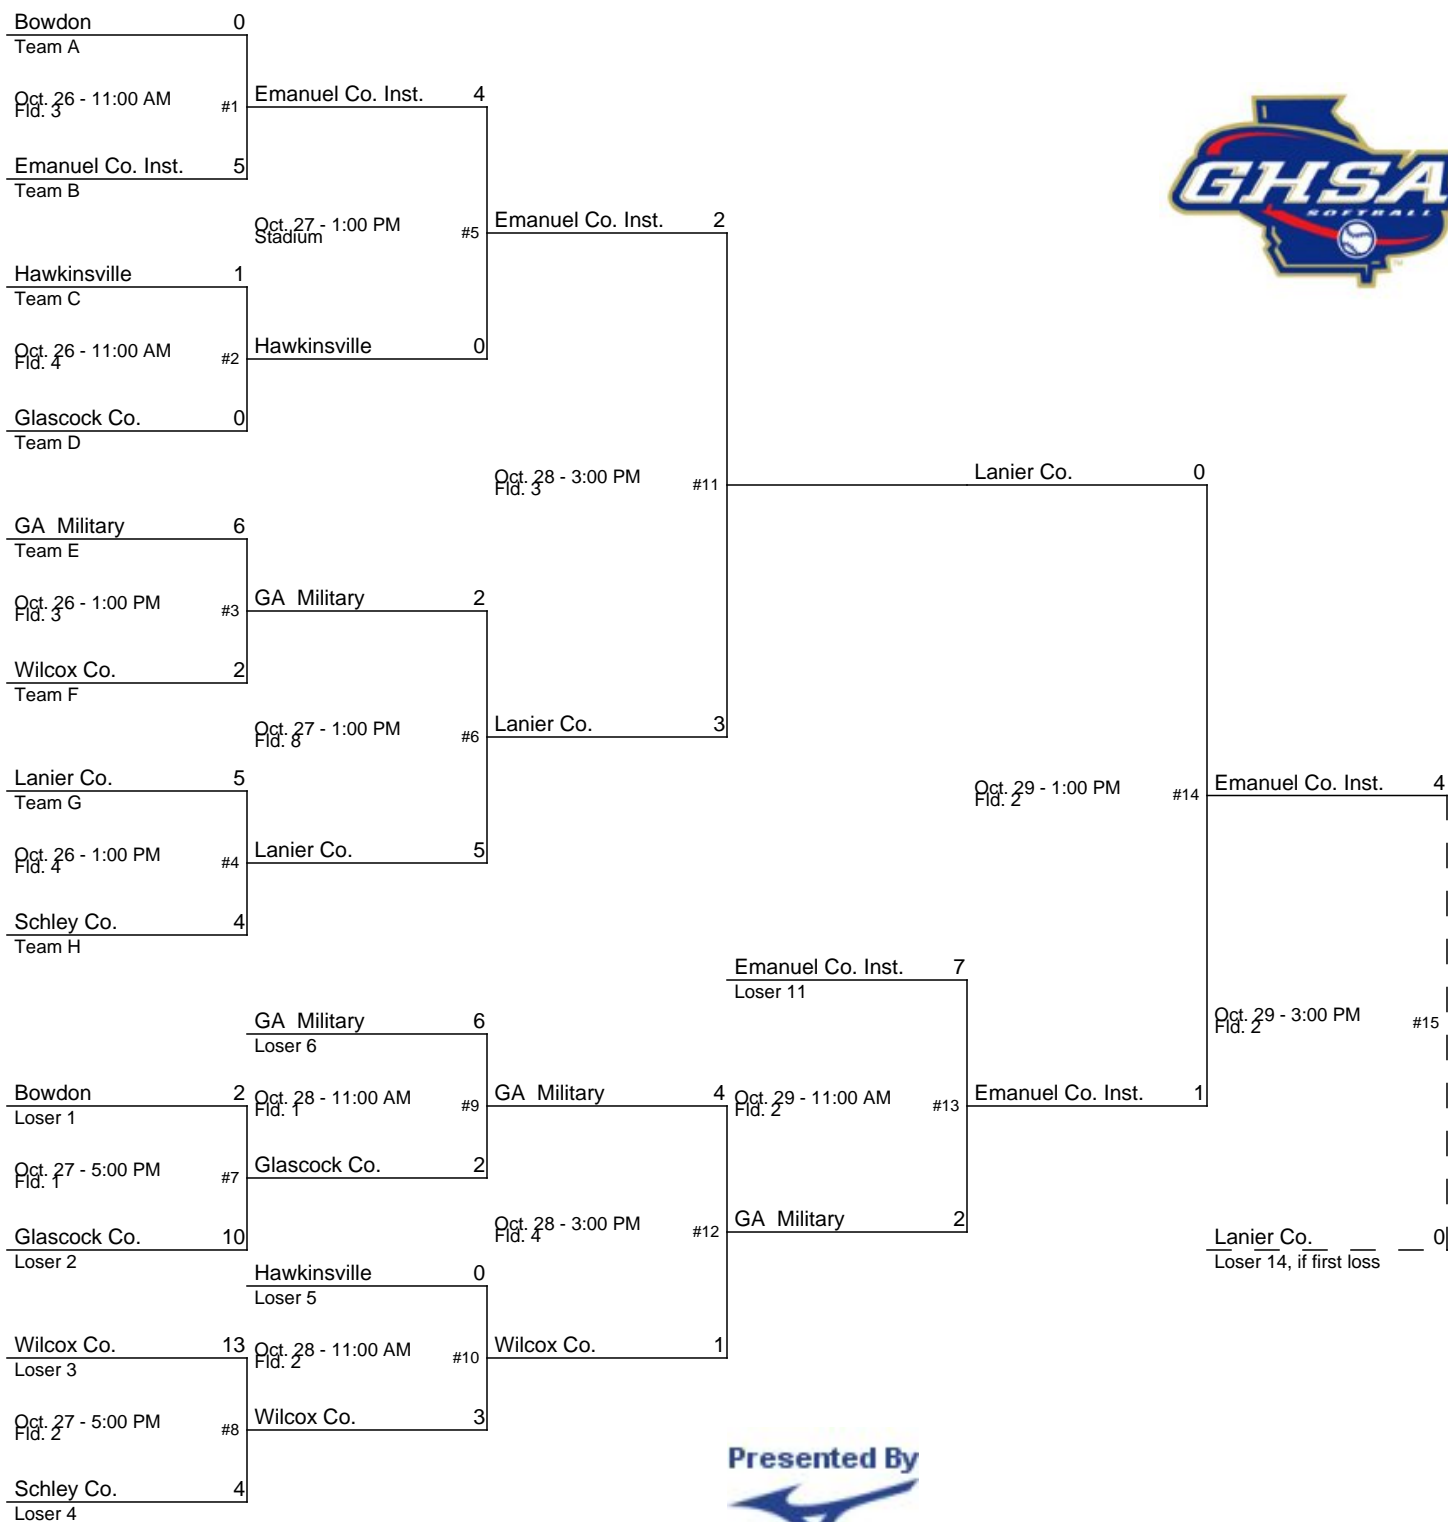 Bowdon 0
Team A
Oct. 26 - 11:00 AM
Fld. 3
#1
Emanuel Co. Inst. 5
Team B
Hawkinsville 1
Team C
Oct. 26 - 11:00 AM
Fld. 4
#2
Glascock Co. 0
Team D
GA Military 6
Team E
Oct. 26 - 1:00 PM
Fld. 3
#3
Wilcox Co. 2
Team F
Lanier Co. 5
Team G
Oct. 26 - 1:00 PM
Fld. 4
#4
Schley Co. 4
Team H
Emanuel Co. Inst. 4
Oct. 27 - 1:00 PM
Stadium
#5
Hawkinsville 0
GA Military 2
Oct. 27 - 1:00 PM
Fld. 8
#6
Lanier Co. 5
Emanuel Co. Inst. 2
Oct. 28 - 3:00 PM
Fld. 3
#11
Lanier Co. 3
Bowdon 2
Loser 1
Oct. 27 - 5:00 PM
Fld. 1
#7
Glascock Co. 10
Loser 2
Wilcox Co. 13
Loser 3
Oct. 27 - 5:00 PM
Fld. 2
#8
Schley Co. 4
Loser 4
GA Military 6
Loser 6
Oct. 28 - 11:00 AM
Fld. 1
#9
Glascock Co. 2
Hawkinsville 0
Loser 5
Oct. 28 - 11:00 AM
Fld. 2
#10
Wilcox Co. 3
GA Military 4
Oct. 28 - 3:00 PM
Fld. 4
#12
Wilcox Co. 1
Emanuel Co. Inst. 7
Loser 11
Oct. 29 - 11:00 AM
Fld. 2
#13
GA Military 2
Lanier Co. 0
Oct. 29 - 1:00 PM
Fld. 2
#14
Emanuel Co. Inst. 1
Emanuel Co. Inst. 4
Oct. 29 - 3:00 PM
Fld. 2
#15
Lanier Co. 0
Loser 14, if first loss
GHSA
SOFTBALL
TM
Presented By